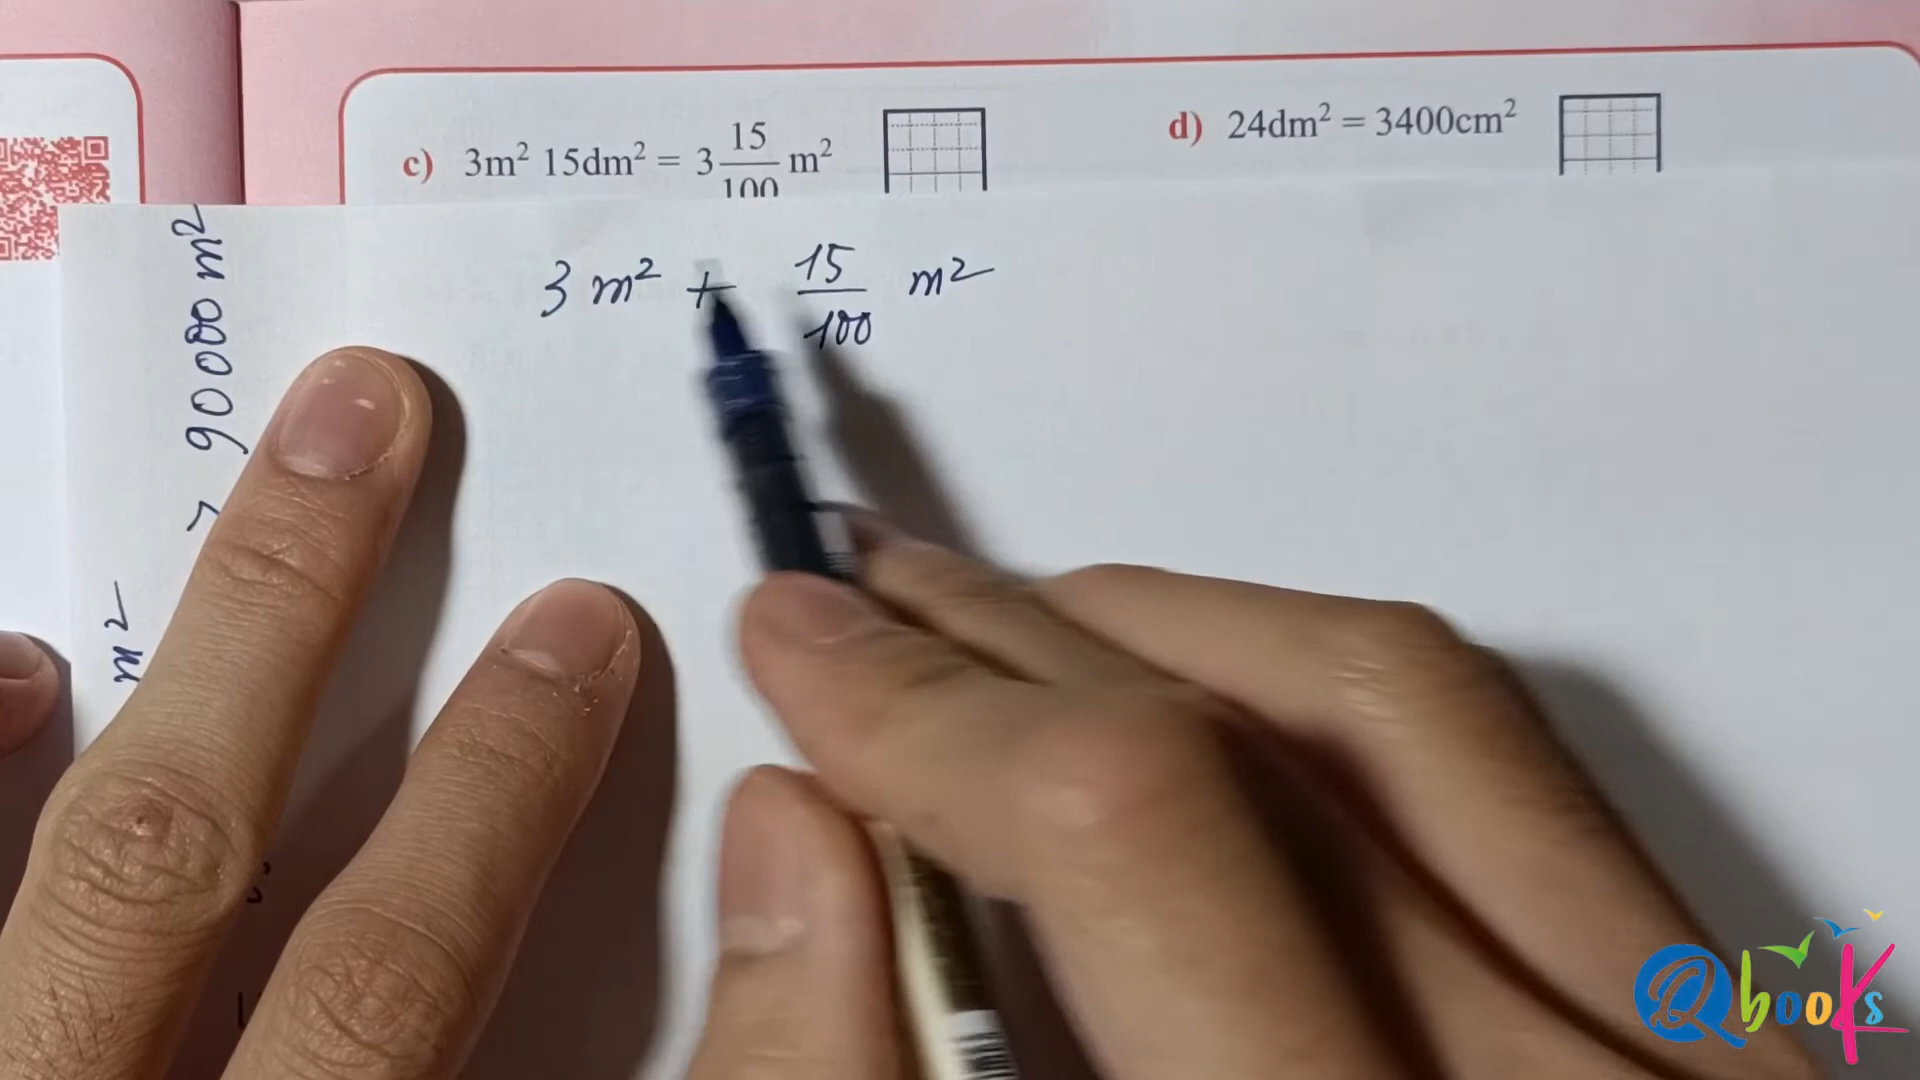 c) 3m² 15dm² = 3 15/100 m²
d) 24dm² = 3400cm²
3 m² + 15/100 m²
> 90000 m²
m²
Qbooks